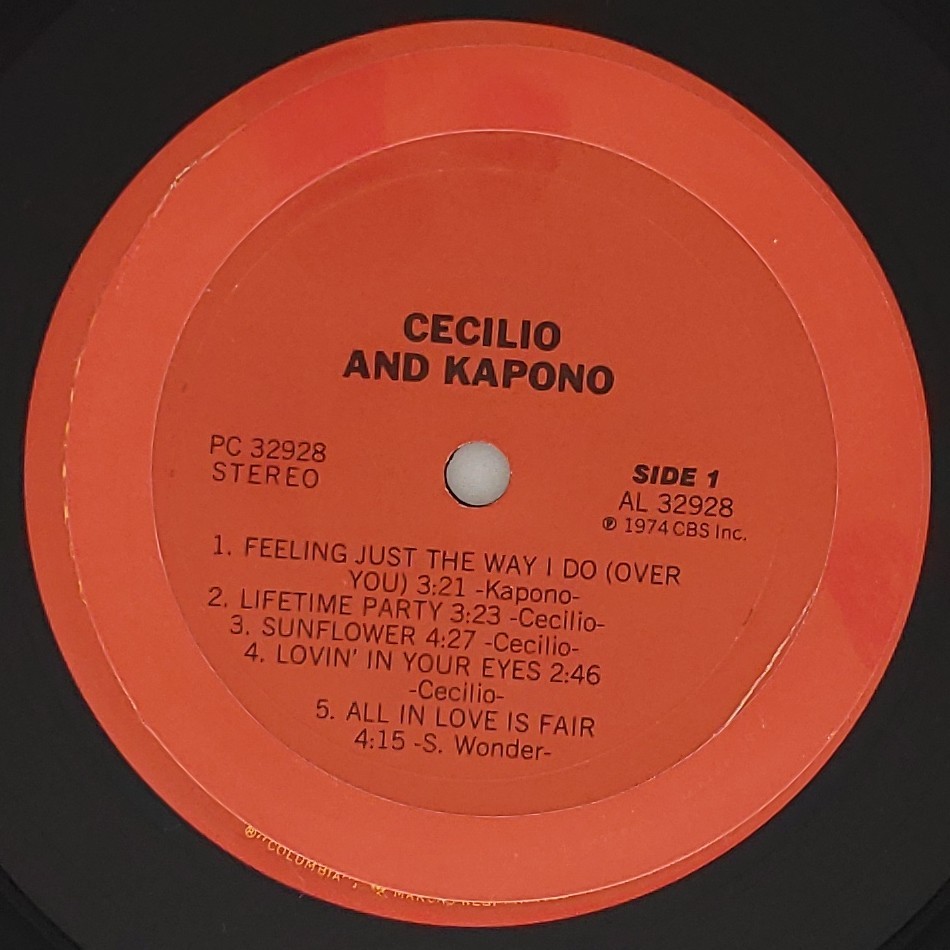 CECILIO
AND KAPONO
PC 32928
STEREO
SIDE 1
AL 32928
℗ 1974 CBS Inc.
1. FEELING JUST THE WAY I DO (OVER
YOU) 3:21 -Kapono-
2. LIFETIME PARTY 3:23 -Cecilio-
3. SUNFLOWER 4:27 -Cecilio-
4. LOVIN' IN YOUR EYES 2:46
-Cecilio-
5. ALL IN LOVE IS FAIR
4:15 -S. Wonder-
®"COLUMBIA",